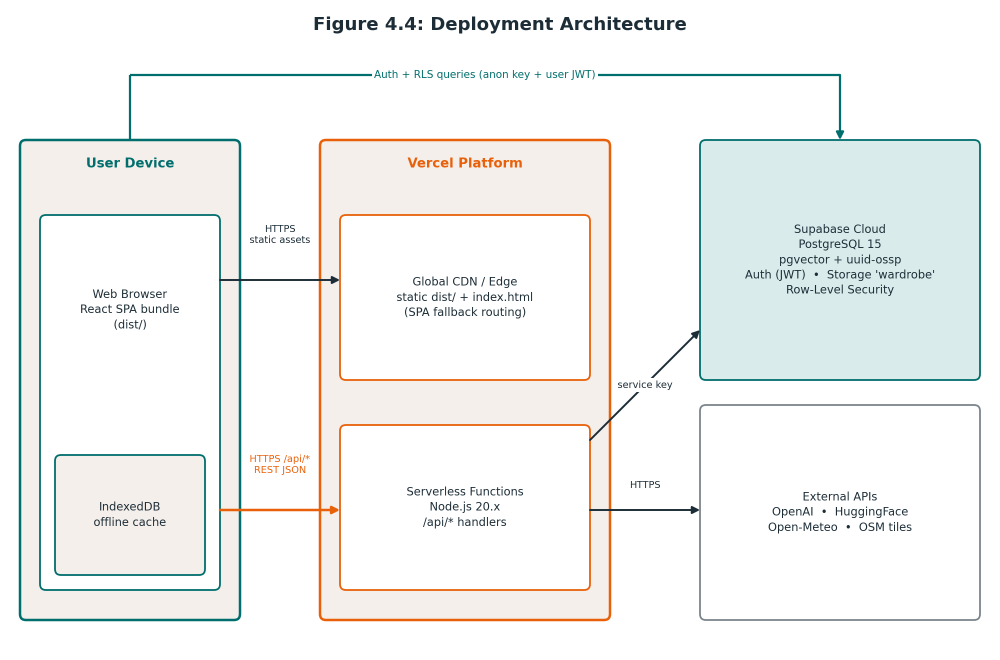 Figure 4.4: Deployment Architecture
Auth + RLS queries (anon key + user JWT)
User Device
Web Browser
React SPA bundle
(dist/)
IndexedDB
offline cache
HTTPS
static assets
HTTPS /api/*
REST JSON
Vercel Platform
Global CDN / Edge
static dist/ + index.html
(SPA fallback routing)
Serverless Functions
Node.js 20.x
/api/* handlers
service key
HTTPS
Supabase Cloud
PostgreSQL 15
pgvector + uuid-ossp
Auth (JWT) • Storage 'wardrobe'
Row-Level Security
External APIs
OpenAI • HuggingFace
Open-Meteo • OSM tiles